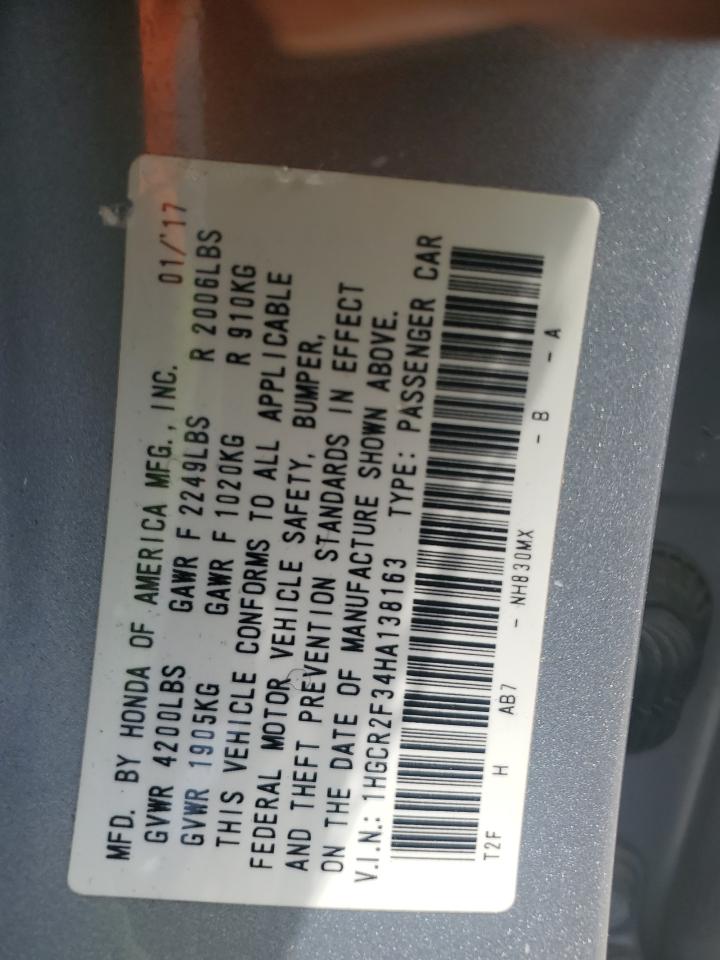 MFD. BY HONDA OF AMERICA MFG., INC. 01/'17
GVWR 4200LBS GAWR F 2249LBS R 2006LBS
GVWR 1905KG GAWR F 1020KG R 910KG
THIS VEHICLE CONFORMS TO ALL APPLICABLE
FEDERAL MOTOR VEHICLE SAFETY, BUMPER,
AND THEFT PREVENTION STANDARDS IN EFFECT
ON THE DATE OF MANUFACTURE SHOWN ABOVE.
V.I.N.: 1HGCR2F34HA138163 TYPE: PASSENGER CAR
T2F H AB7 - NH830MX - B - A